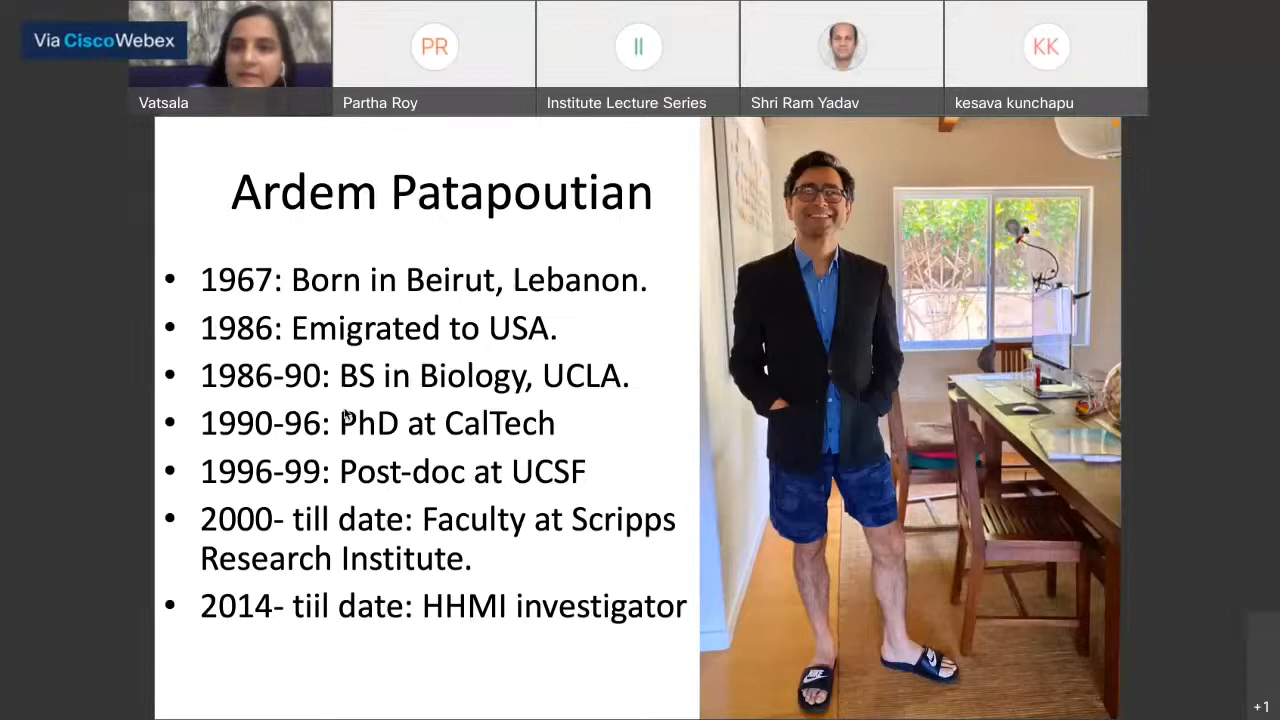 Via CiscoWebex
PR
II
KK
Vatsala
Partha Roy
Institute Lecture Series
Shri Ram Yadav
kesava kunchapu
Ardem Patapoutian
• 1967: Born in Beirut, Lebanon.
• 1986: Emigrated to USA.
• 1986-90: BS in Biology, UCLA.
• 1990-96: PhD at CalTech
• 1996-99: Post-doc at UCSF
• 2000- till date: Faculty at Scripps
Research Institute.
• 2014- tiil date: HHMI investigator
NIKE
+1